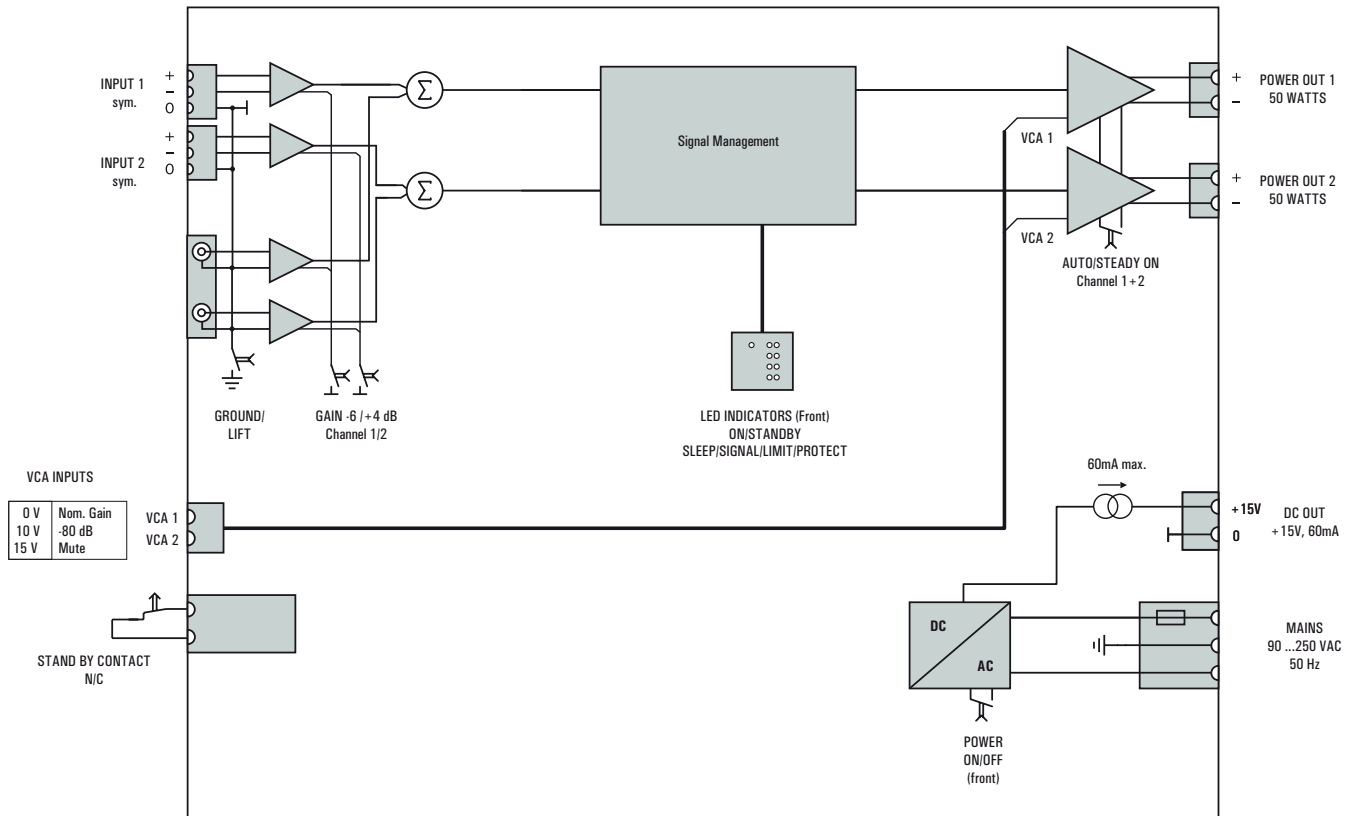 INPUT 1
sym.
+
–
0
INPUT 2
sym.
+
–
0
Σ
Σ
Signal Management
VCA 1
VCA 2
+
–
POWER OUT 1
50 WATTS
+
–
POWER OUT 2
50 WATTS
AUTO/STEADY ON
Channel 1+2
GROUND/
LIFT
GAIN -6 /+4 dB
Channel 1/2
LED INDICATORS (Front)
ON/STANDBY
SLEEP/SIGNAL/LIMIT/PROTECT
VCA INPUTS
0 V Nom. Gain
10 V -80 dB
15 V Mute
VCA 1
VCA 2
60mA max.
+15V
0
DC OUT
+15V, 60mA
STAND BY CONTACT
N/C
DC
AC
MAINS
90 ...250 VAC
50 Hz
POWER
ON/OFF
(front)